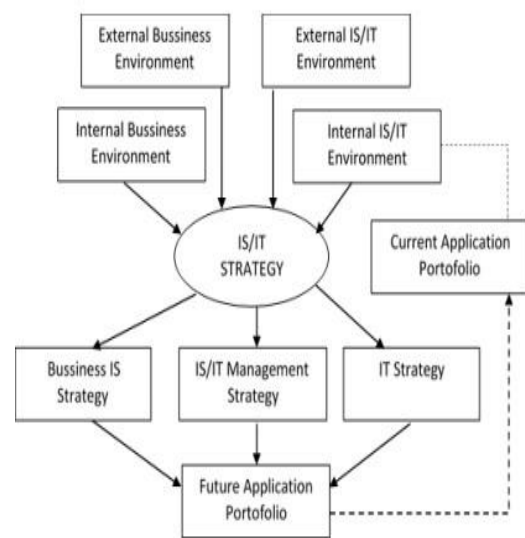 External Bussiness
Environment
External IS/IT
Environment
Internal Bussiness
Environment
Internal IS/IT
Environment
IS/IT
STRATEGY
Current Application
Portofolio
Bussiness IS
Strategy
IS/IT Management
Strategy
IT Strategy
Future Application
Portofolio